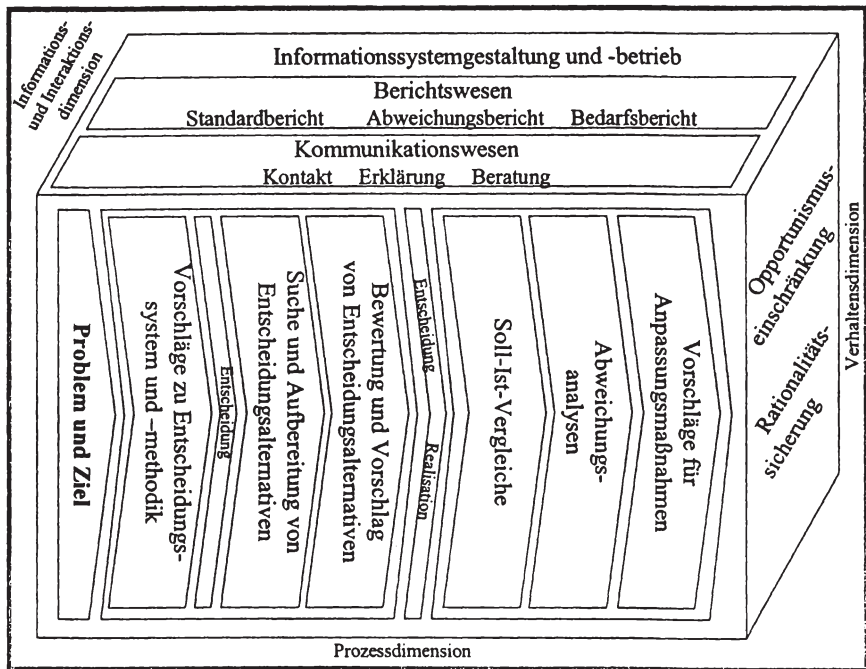 Informations-
und Interaktions-
dimension
Informationssystemgestaltung und -betrieb
Berichtswesen
Standardbericht Abweichungsbericht Bedarfsbericht
Kommunikationswesen
Kontakt Erklärung Beratung
Problem und Ziel
Vorschläge zu Entscheidungs-
system und –methodik
Entscheidung
Suche und Aufbereitung von
Entscheidungsalternativen
Bewertung und Vorschlag
von Entscheidungsalternativen
Entscheidung
Realisation
Soll-Ist-Vergleiche
Abweichungs-
analysen
Vorschläge für
Anpassungsmaßnahmen
Opportunismus-
einschränkung
Rationalitäts-
sicherung
Verhaltensdimension
Prozessdimension